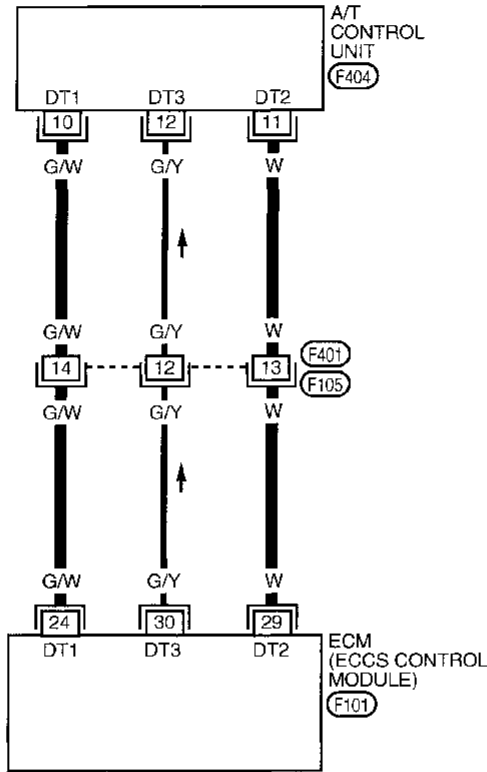 A/T
CONTROL
UNIT
F404
DT1 DT3 DT2
10 12 11
G/W G/Y W
G/W G/Y W
14 12 13
F401
F105
G/W G/Y W
G/W G/Y W
24 30 29
DT1 DT3 DT2
ECM
(ECCS CONTROL
MODULE)
F101